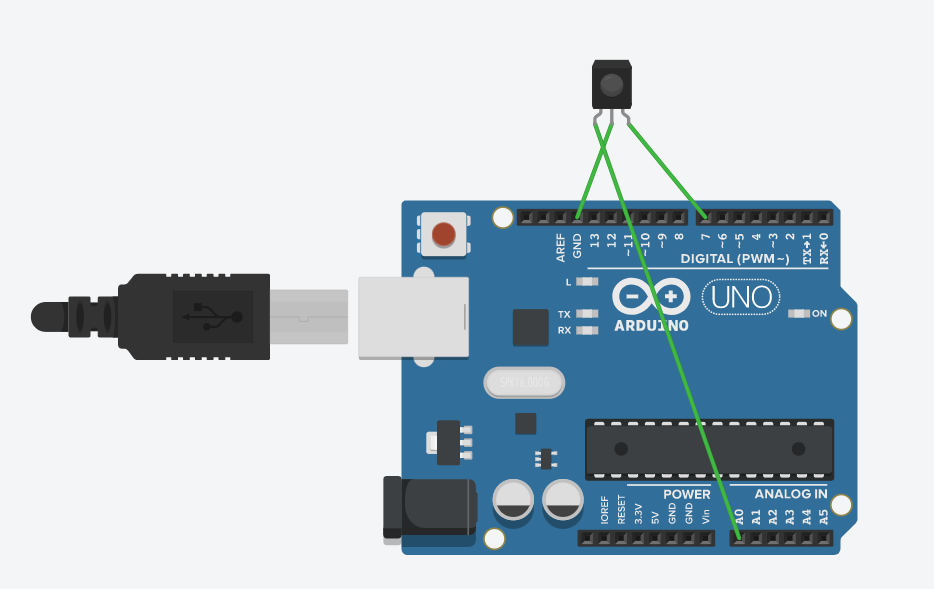 AREF
GND
13
12
~11
~10
~9
8
7
~6
~5
4
~3
2
TX→1
RX←0
DIGITAL (PWM~)
L
TX
RX
ARDUINO
UNO
ON
POWER
ANALOG IN
IOREF
RESET
3.3V
5V
GND
GND
Vin
A0
A1
A2
A3
A4
A5